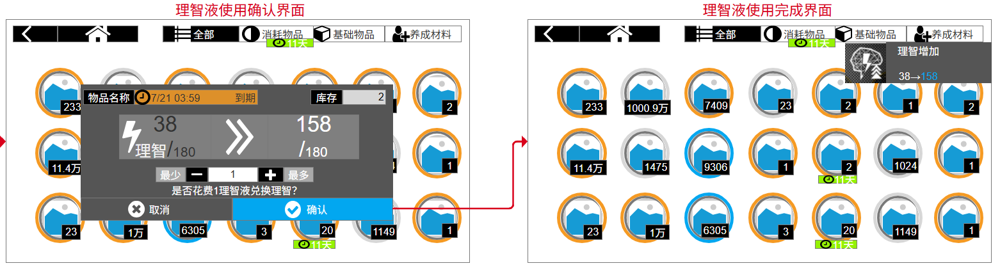 理智液使用确认界面
全部
消耗物品
基础物品
养成材料
11天
233
2
物品名称
7/21 03:59
到期
库存
2
38
理智/180
158
/180
11.4万
1
最少
1
最多
是否花费1理智液兑换理智?
取消
确认
23
1万
6305
3
20
1149
1
11天
理智液使用完成界面
全部
消耗物品
基础物品
养成材料
11天
理智增加
38→158
233
1000.9万
7409
23
2
1
2
11.4万
1475
9306
1
2
1024
1
11天
23
1万
6305
3
20
1149
1
11天